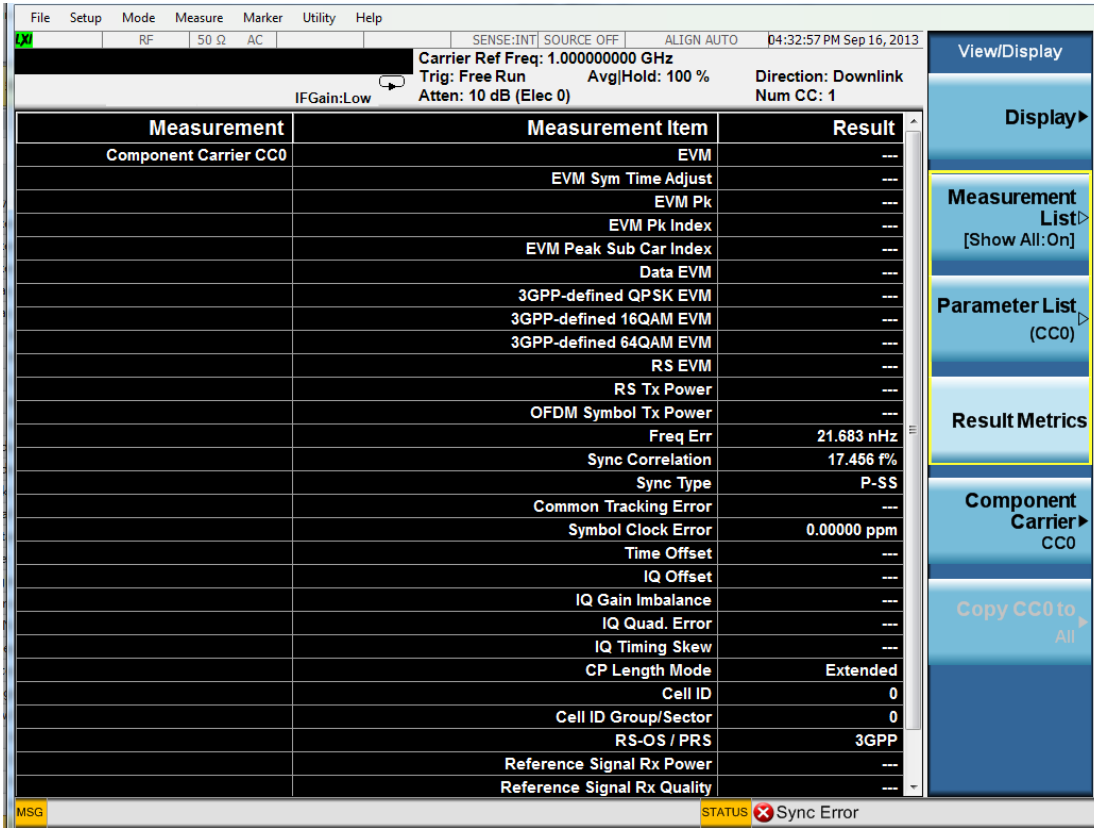 File Setup Mode Measure Marker Utility Help
LXI RF 50 Ω AC SENSE:INT SOURCE OFF ALIGN AUTO 04:32:57 PM Sep 16, 2013
Carrier Ref Freq: 1.000000000 GHz
Trig: Free Run Avg|Hold: 100 % Direction: Downlink
IFGain:Low Atten: 10 dB (Elec 0) Num CC: 1
Measurement Measurement Item Result
Component Carrier CC0 EVM ---
EVM Sym Time Adjust ---
EVM Pk ---
EVM Pk Index ---
EVM Peak Sub Car Index ---
Data EVM ---
3GPP-defined QPSK EVM ---
3GPP-defined 16QAM EVM ---
3GPP-defined 64QAM EVM ---
RS EVM ---
RS Tx Power ---
OFDM Symbol Tx Power ---
Freq Err 21.683 nHz
Sync Correlation 17.456 f%
Sync Type P-SS
Common Tracking Error ---
Symbol Clock Error 0.00000 ppm
Time Offset ---
IQ Offset ---
IQ Gain Imbalance ---
IQ Quad. Error ---
IQ Timing Skew ---
CP Length Mode Extended
Cell ID 0
Cell ID Group/Sector 0
RS-OS / PRS 3GPP
Reference Signal Rx Power ---
Reference Signal Rx Quality ---
View/Display
Display
Measurement
List
[Show All:On]
Parameter List
(CC0)
Result Metrics
Component
Carrier
CC0
Copy CC0 to
All
MSG STATUS Sync Error